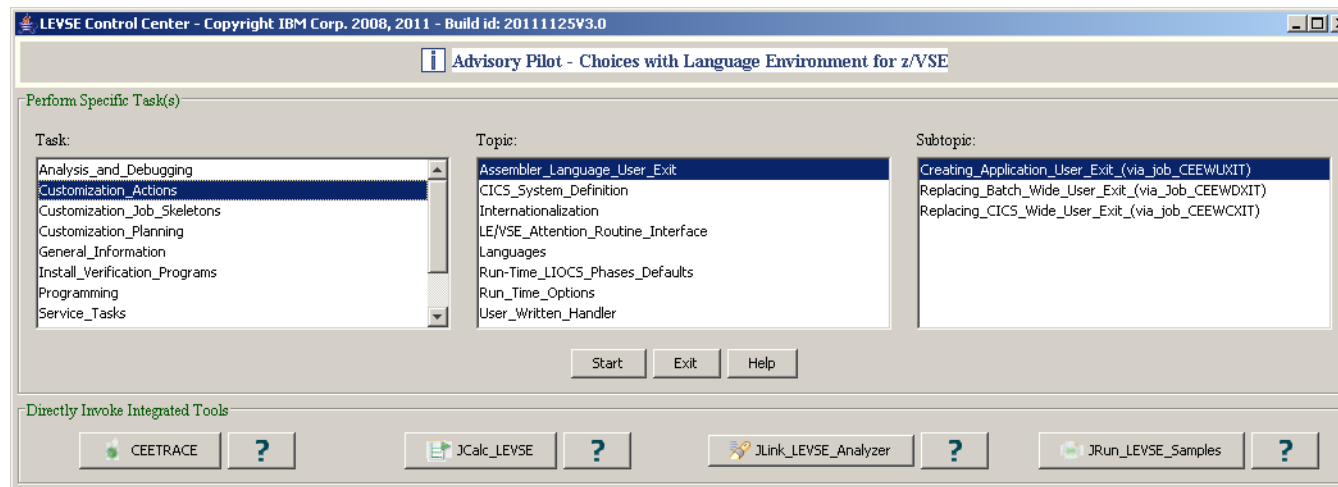 LEVSE Control Center - Copyright IBM Corp. 2008, 2011 - Build id: 20111125V3.0
i Advisory Pilot - Choices with Language Environment for z/VSE
Perform Specific Task(s)
Task:
Analysis_and_Debugging
Customization_Actions
Customization_Job_Skeletons
Customization_Planning
General_Information
Install_Verification_Programs
Programming
Service_Tasks
Topic:
Assembler_Language_User_Exit
CICS_System_Definition
Internationalization
LE/VSE_Attention_Routine_Interface
Languages
Run-Time_LIOCS_Phases_Defaults
Run_Time_Options
User_Written_Handler
Subtopic:
Creating_Application_User_Exit_(via_job_CEEWUXIT)
Replacing_Batch_Wide_User_Exit_(via_Job_CEEWDXIT)
Replacing_CICS_Wide_User_Exit_(via_job_CEEWCXIT)
Start Exit Help
Directly Invoke Integrated Tools
CEETRACE ? JCalc_LEVSE ? JLink_LEVSE_Analyzer ? JRun_LEVSE_Samples ?